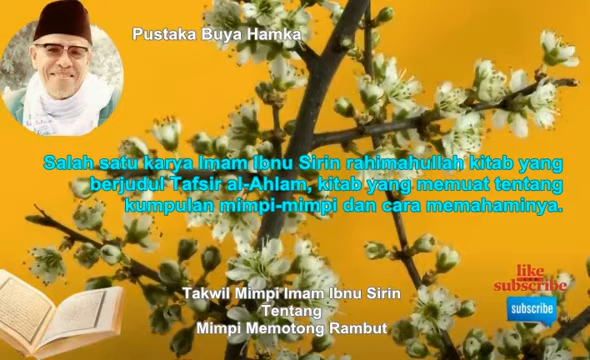 Pustaka Buya Hamka
Salah satu karya Imam Ibnu Sirin rahimahullah kitab yang
berjudul Tafsir al-Ahlam, kitab yang memuat tentang
kumpulan mimpi-mimpi dan cara memahaminya.
Takwil Mimpi Imam Ibnu Sirin
Tentang
Mimpi Memotong Rambut
like
subscribe
subscribe